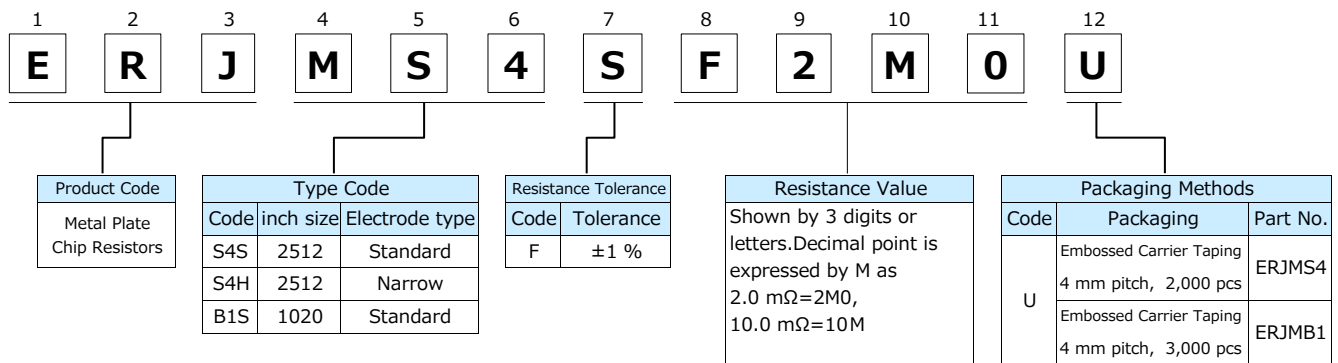 1 2 3 4 5 6 7 8 9 10 11 12
E R J M S 4 S F 2 M 0 U
Product Code
Metal Plate
Chip Resistors
Type Code
Code inch size Electrode type
S4S 2512 Standard
S4H 2512 Narrow
B1S 1020 Standard
Resistance Tolerance
Code Tolerance
F ±1 %
Resistance Value
Shown by 3 digits or
letters.Decimal point is
expressed by M as
2.0 mΩ=2M0,
10.0 mΩ=10M
Packaging Methods
Code Packaging Part No.
U
Embossed Carrier Taping
4 mm pitch, 2,000 pcs
ERJMS4
Embossed Carrier Taping
4 mm pitch, 3,000 pcs
ERJMB1